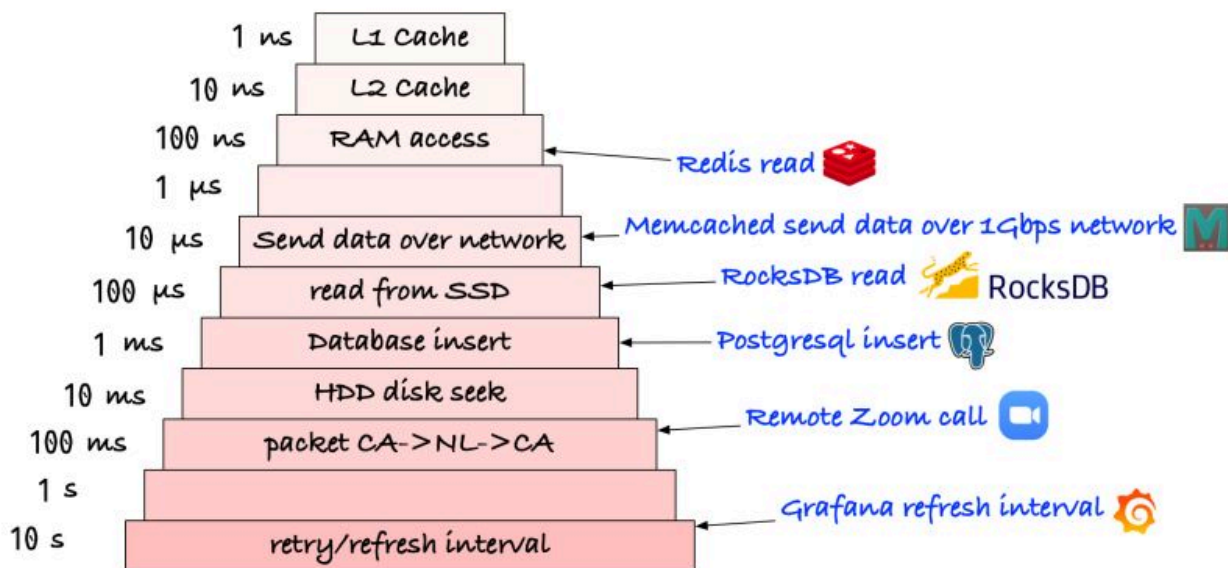 1 ns L1 Cache
10 ns L2 Cache
100 ns RAM access
Redis read
1 µs
10 µs Send data over network Memcached send data over 1Gbps network M
100 µs read from SSD RocksDB read RocksDB
1 ms Database insert Postgresql insert
10 ms HDD disk seek
100 ms packet CA->NL->CA Remote Zoom call
1 s
Grafana refresh interval
10 s retry/refresh interval